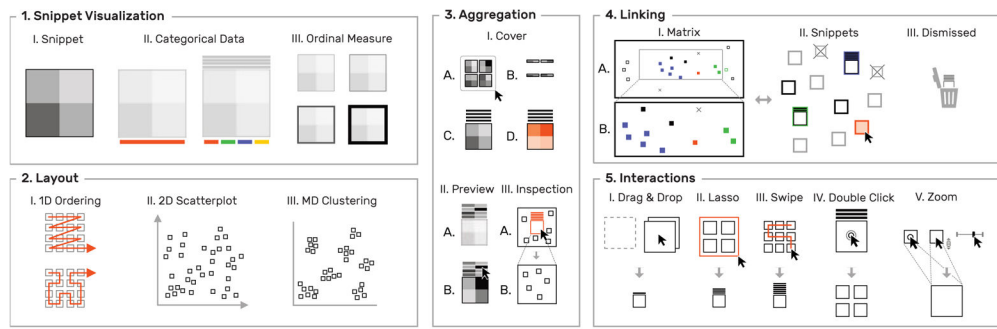 1. Snippet Visualization
I. Snippet
II. Categorical Data
III. Ordinal Measure
2. Layout
I. 1D Ordering
II. 2D Scatterplot
III. MD Clustering
3. Aggregation
I. Cover
A.
B.
C.
D.
II. Preview
III. Inspection
A.
A.
B.
B.
4. Linking
I. Matrix
II. Snippets
III. Dismissed
A.
B.
5. Interactions
I. Drag & Drop
II. Lasso
III. Swipe
IV. Double Click
V. Zoom